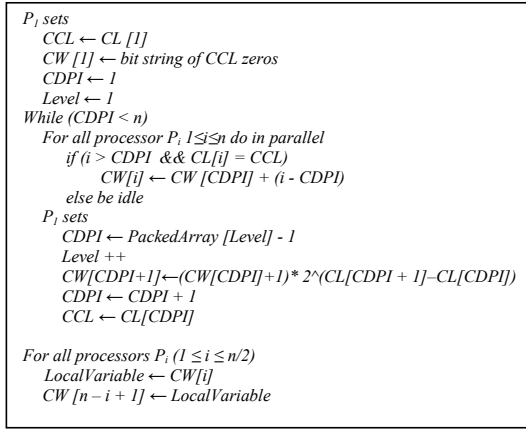 P₁ sets
CCL ← CL [1]
CW [1] ← bit string of CCL zeros
CDPI ← 1
Level ← 1
While (CDPI < n)
For all processor Pᵢ 1≤i≤n do in parallel
if (i > CDPI && CL[i] = CCL)
CW[i] ← CW [CDPI] + (i - CDPI)
else be idle
P₁ sets
CDPI ← PackedArray [Level] - 1
Level ++
CW[CDPI+1]←(CW[CDPI]+1)* 2^(CL[CDPI + 1]–CL[CDPI])
CDPI ← CDPI + 1
CCL ← CL[CDPI]
For all processors Pᵢ (1 ≤ i ≤ n/2)
LocalVariable ← CW[i]
CW [n – i + 1] ← LocalVariable